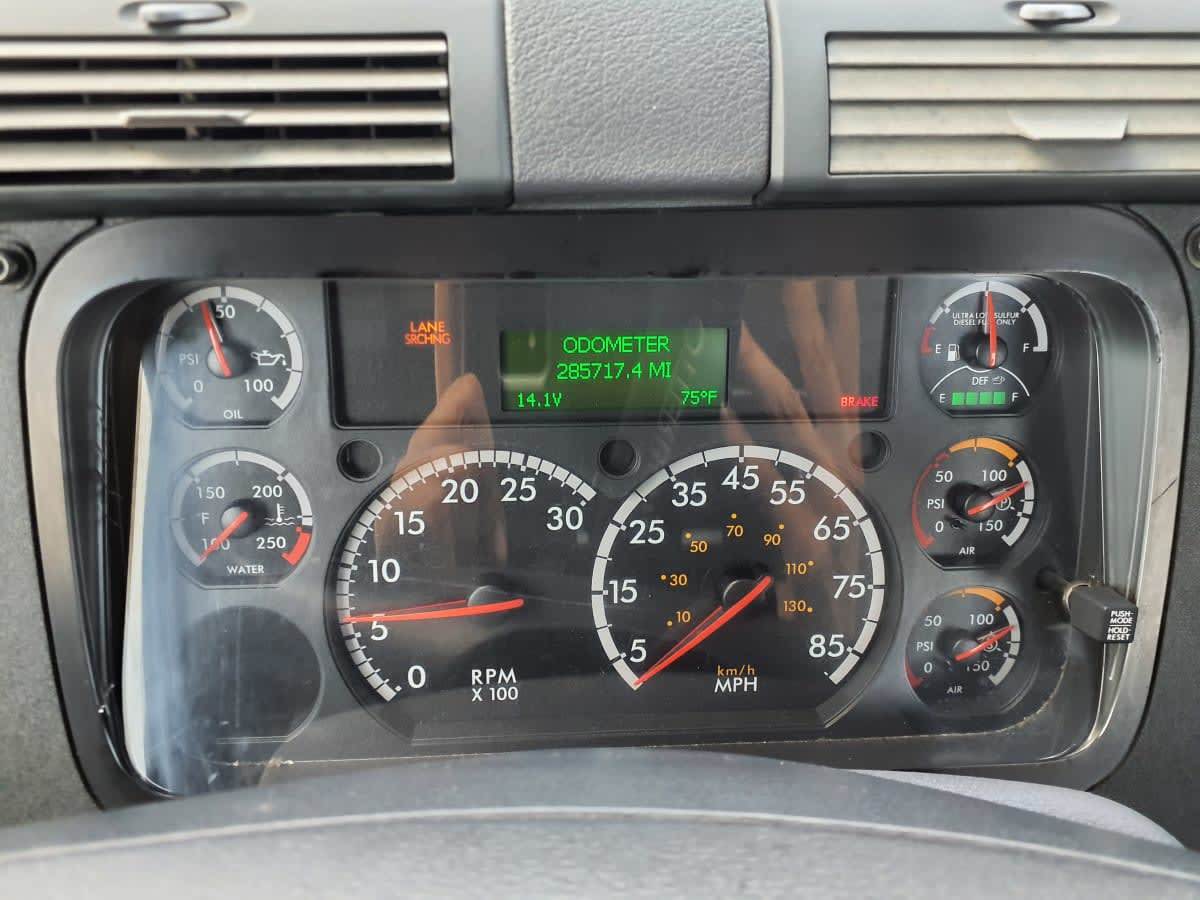 50
PSI
0
100
OIL
LANE
SRCHNG
ODOMETER
285717.4 MI
14.1V
75°F
BRAKE
ULTRA LOW SULFUR
DIESEL FUEL ONLY
E
F
DEF
E
F
150
200
F
100
250
WATER
0
5
10
15
20
25
30
RPM
X 100
5
15
25
35
45
55
65
75
85
10
30
50
70
90
110
130
km/h
MPH
50
100
PSI
0
150
AIR
50
100
PSI
0
150
AIR
PUSH-
MODE
HOLD-
RESET